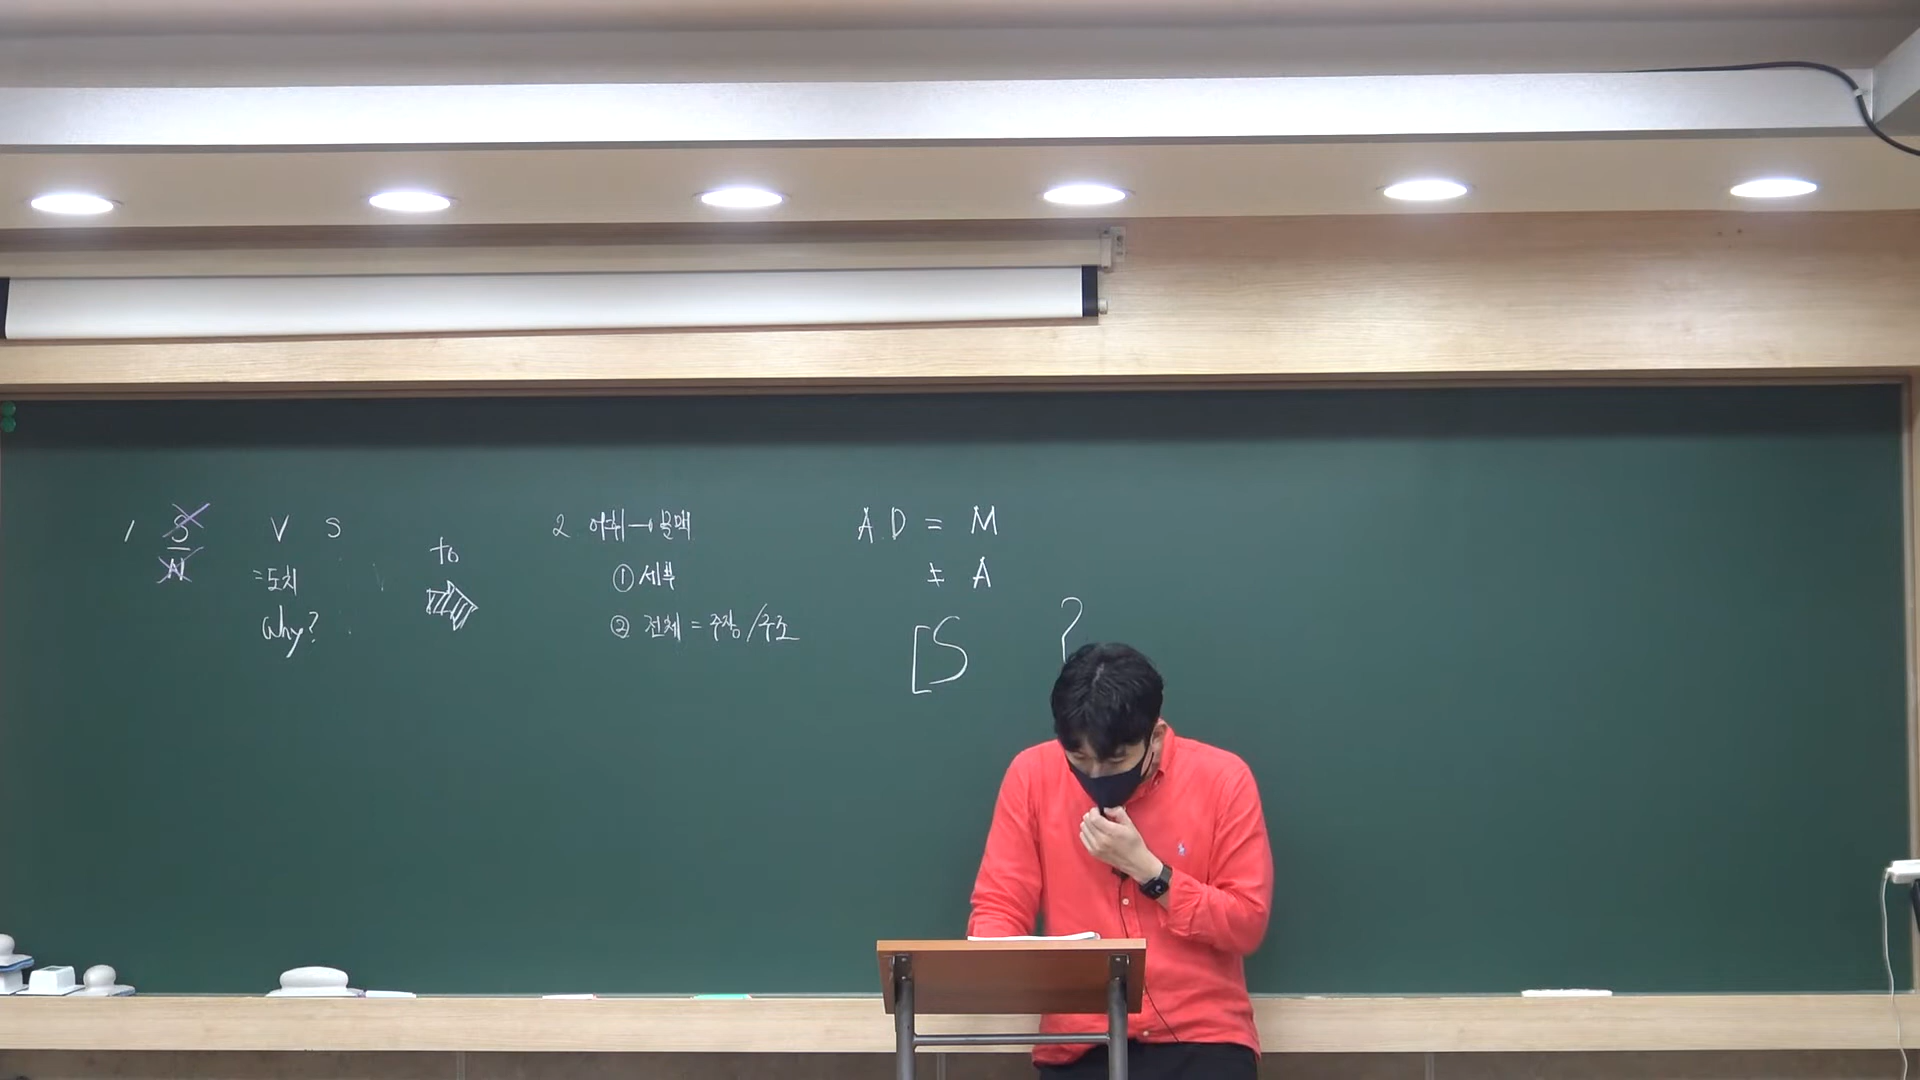 1 S V S
N
=도치
Why?
to
2. 어휘→문맥
① 세부
② 전체 = 주장/주조
A.D = M
≠ A
[S ?